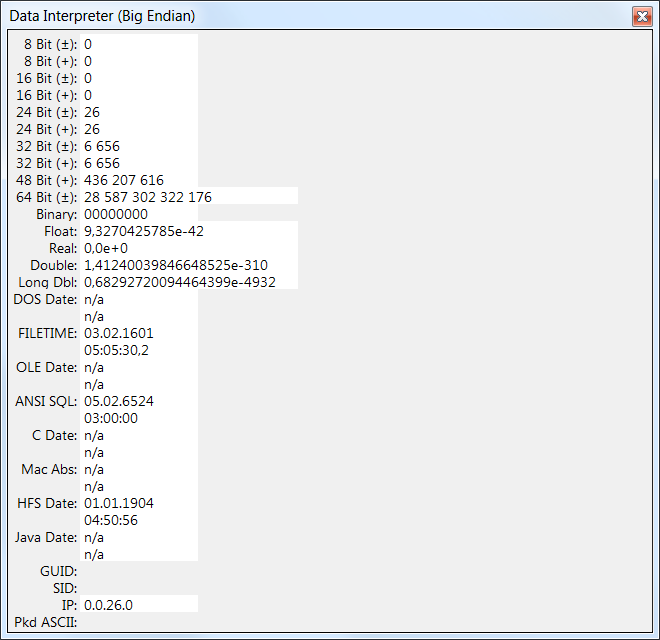 Data Interpreter (Big Endian)
8 Bit (±): 0
8 Bit (+): 0
16 Bit (±): 0
16 Bit (+): 0
24 Bit (±): 26
24 Bit (+): 26
32 Bit (±): 6 656
32 Bit (+): 6 656
48 Bit (+): 436 207 616
64 Bit (±): 28 587 302 322 176
Binary: 00000000
Float: 9,3270425785e-42
Real: 0,0e+0
Double: 1,41240039846648525e-310
Long Dbl: 0,68292720094464399e-4932
DOS Date: n/a
n/a
FILETIME: 03.02.1601
05:05:30,2
OLE Date: n/a
n/a
ANSI SQL: 05.02.6524
03:00:00
C Date: n/a
n/a
Mac Abs: n/a
n/a
HFS Date: 01.01.1904
04:50:56
Java Date: n/a
n/a
GUID:
SID:
IP: 0.0.26.0
Pkd ASCII: